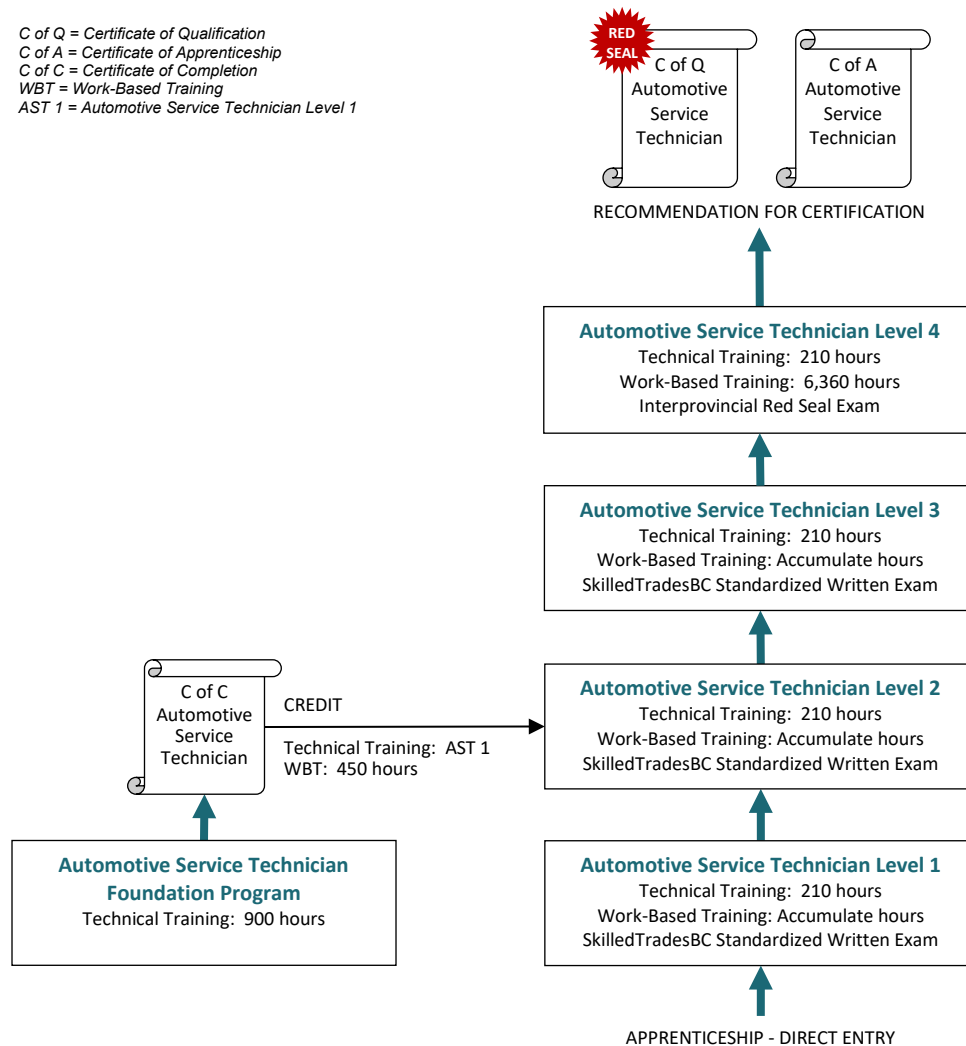 C of Q = Certificate of Qualification
C of A = Certificate of Apprenticeship
C of C = Certificate of Completion
WBT = Work-Based Training
AST 1 = Automotive Service Technician Level 1
RED
SEAL
C of Q
Automotive
Service
Technician
C of A
Automotive
Service
Technician
RECOMMENDATION FOR CERTIFICATION
Automotive Service Technician Level 4
Technical Training: 210 hours
Work-Based Training: 6,360 hours
Interprovincial Red Seal Exam
Automotive Service Technician Level 3
Technical Training: 210 hours
Work-Based Training: Accumulate hours
SkilledTradesBC Standardized Written Exam
C of C
Automotive
Service
Technician
CREDIT
Technical Training: AST 1
WBT: 450 hours
Automotive Service Technician Level 2
Technical Training: 210 hours
Work-Based Training: Accumulate hours
SkilledTradesBC Standardized Written Exam
Automotive Service Technician
Foundation Program
Technical Training: 900 hours
Automotive Service Technician Level 1
Technical Training: 210 hours
Work-Based Training: Accumulate hours
SkilledTradesBC Standardized Written Exam
APPRENTICESHIP - DIRECT ENTRY